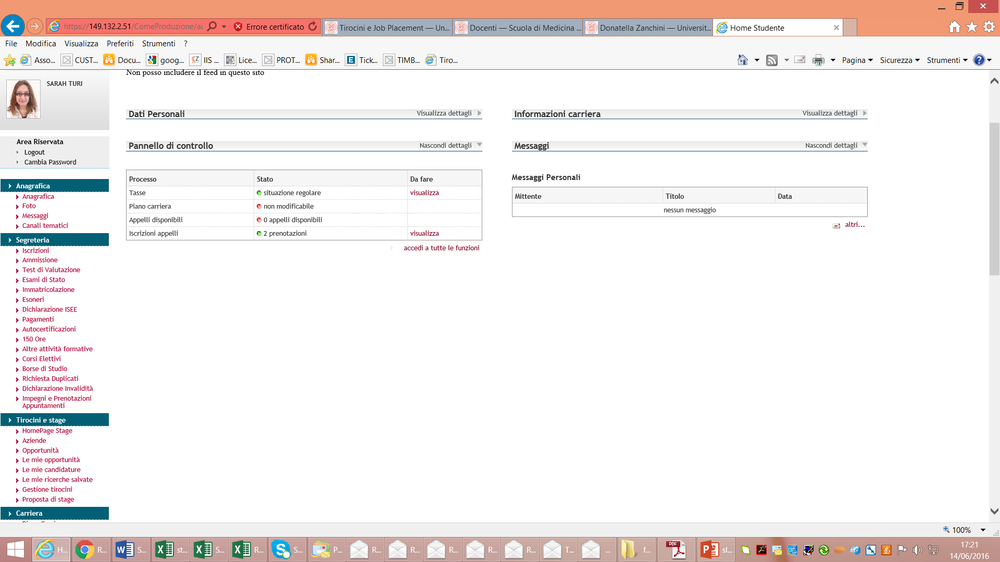 https://149.132.2.51/ComeProduzione/au
Errore certificato
Tirocini e Job Placement — Un...
Docenti — Scuola di Medicina ...
Donatella Zanchini — Universit...
Home Studente
File Modifica Visualizza Preferiti Strumenti ?
Asso... CUST... Docu... goog... IIS ... Lice... PROT... Shar... Tick... TIMB... Tiro...
Pagina Sicurezza Strumenti
Non posso includere il feed in questo sito
SARAH TURI
Area Riservata
Logout
Cambia Password
Anagrafica
Anagrafica
Foto
Messaggi
Canali tematici
Segreteria
Iscrizioni
Ammissione
Test di Valutazione
Esami di Stato
Immatricolazione
Esoneri
Dichiarazione ISEE
Pagamenti
Autocertificazioni
150 Ore
Altre attività formative
Corsi Elettivi
Borse di Studio
Richiesta Duplicati
Dichiarazione Invalidità
Impegni e Prenotazioni
Appuntamenti
Tirocini e stage
HomePage Stage
Aziende
Opportunità
Le mie opportunità
Le mie candidature
Le mie ricerche salvate
Gestione tirocini
Proposta di stage
Carriera
Dati Personali Visualizza dettagli
Pannello di controllo Nascondi dettagli
Processo Stato Da fare
Tasse situazione regolare visualizza
Piano carriera non modificabile
Appelli disponibili 0 appelli disponibili
Iscrizioni appelli 2 prenotazioni visualizza
accedi a tutte le funzioni
Informazioni carriera Visualizza dettagli
Messaggi Nascondi dettagli
Messaggi Personali
Mittente Titolo Data
nessun messaggio
altri...
100%
H... R... S... st... S... R... S... P... R... R... R... R... R... T... ... f... PDF sl...
17:21
14/06/2016